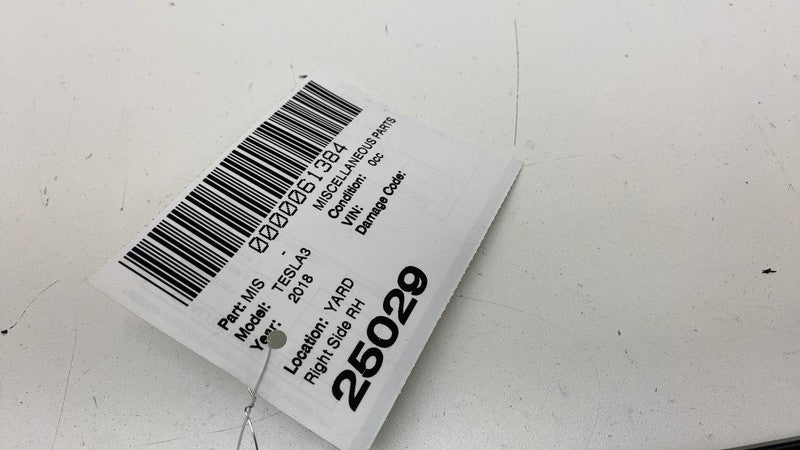 0000061384
Part: MIS - MISCELLANEOUS PARTS
Model: TESLA3 Condition: 0cc
Year: 2018 VIN:
Damage Code:
Location: YARD
Right Side RH
25029